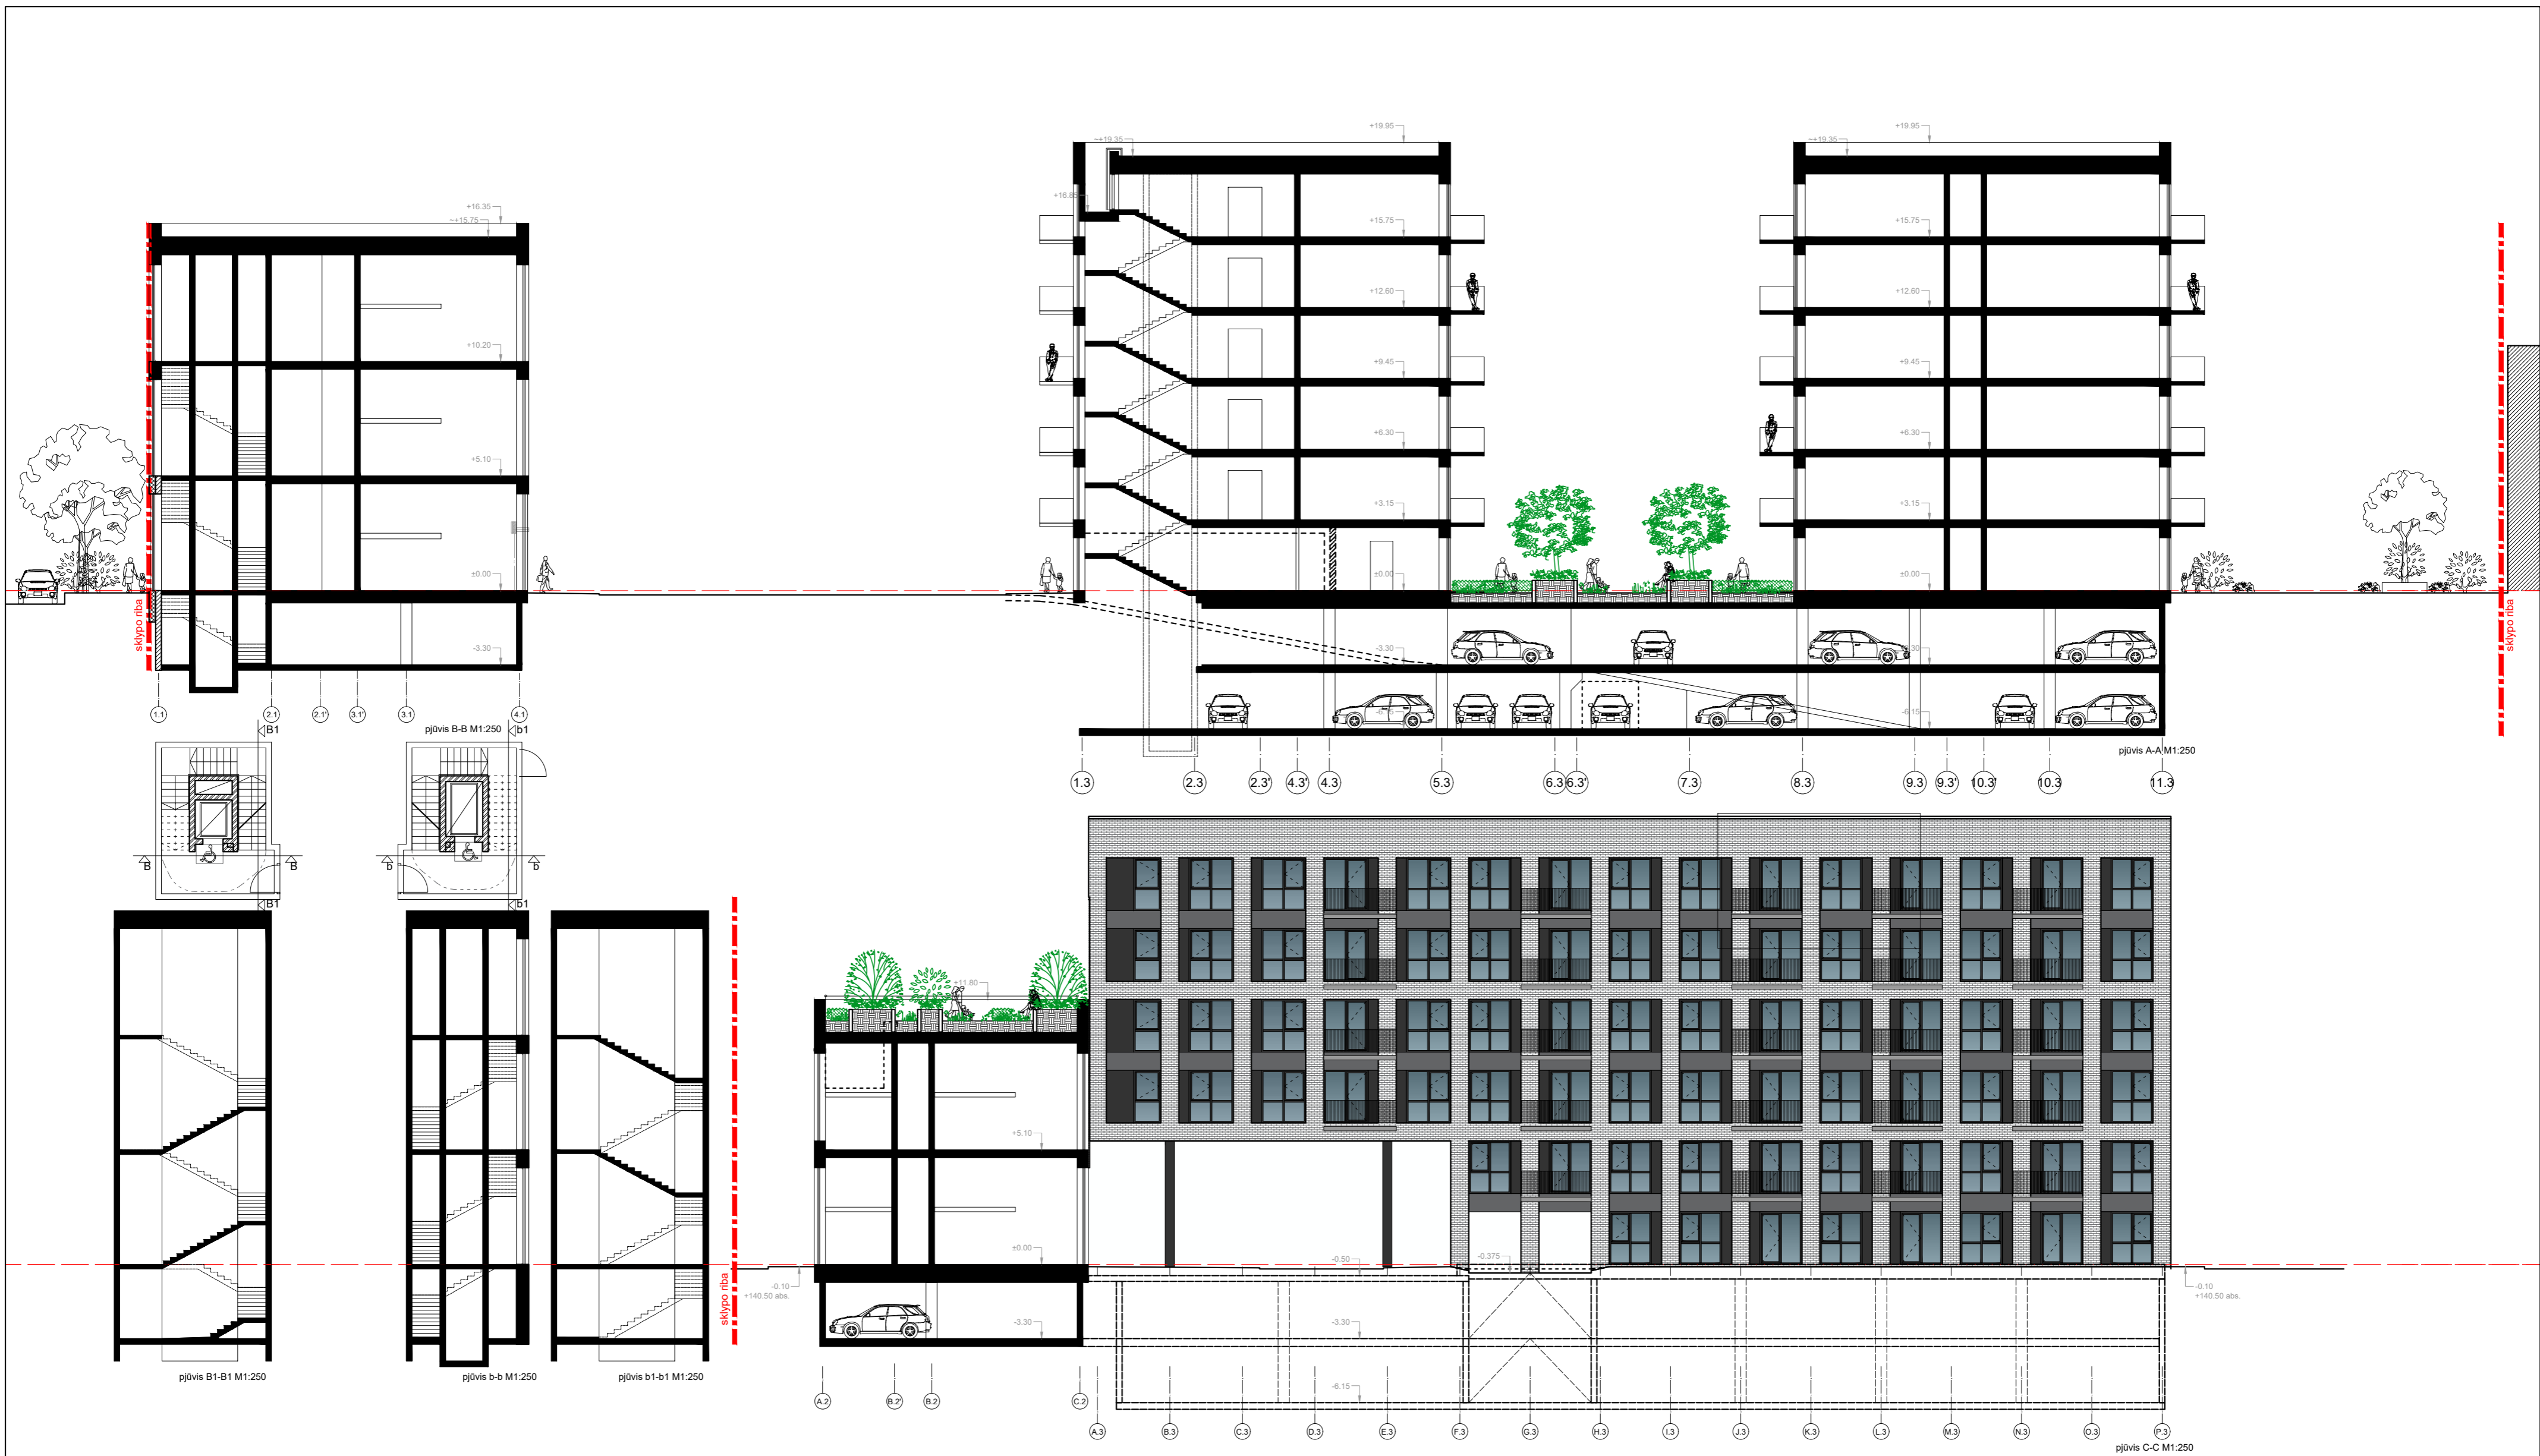 +19.95
~+19.35
+16.85
+15.75
+12.60
+9.45
+6.30
+3.15
±0.00
-3.30
-6.15
+19.95
~+19.35
+15.75
+12.60
+9.45
+6.30
+3.15
±0.00
-6.15
+16.35
~+15.75
+10.20
+5.10
±0.00
-3.30
sklypo riba
sklypo riba
1.1
2.1
2.1'
3.1'
3.1
4.1
pjūvis B-B M1:250
pjūvis A-A M1:250
1.3
2.3
2.3'
4.3'
4.3
5.3
6.3
6.3'
7.3
8.3
9.3
9.3'
10.3'
10.3
11.3
B1
b1
B
B
b
b
B1
b1
+11.80
+5.10
±0.00
-3.30
-0.10
+140.50 abs.
-0.50
-0.375
-3.30
-6.15
-0.10
+140.50 abs.
sklypo riba
pjūvis B1-B1 M1:250
pjūvis b-b M1:250
pjūvis b1-b1 M1:250
A.2
B.2'
B.2
C.2
A.3
B.3
C.3
D.3
E.3
F.3
G.3
H.3
I.3
J.3
K.3
L.3
M.3
N.3
O.3
P.3
pjūvis C-C M1:250